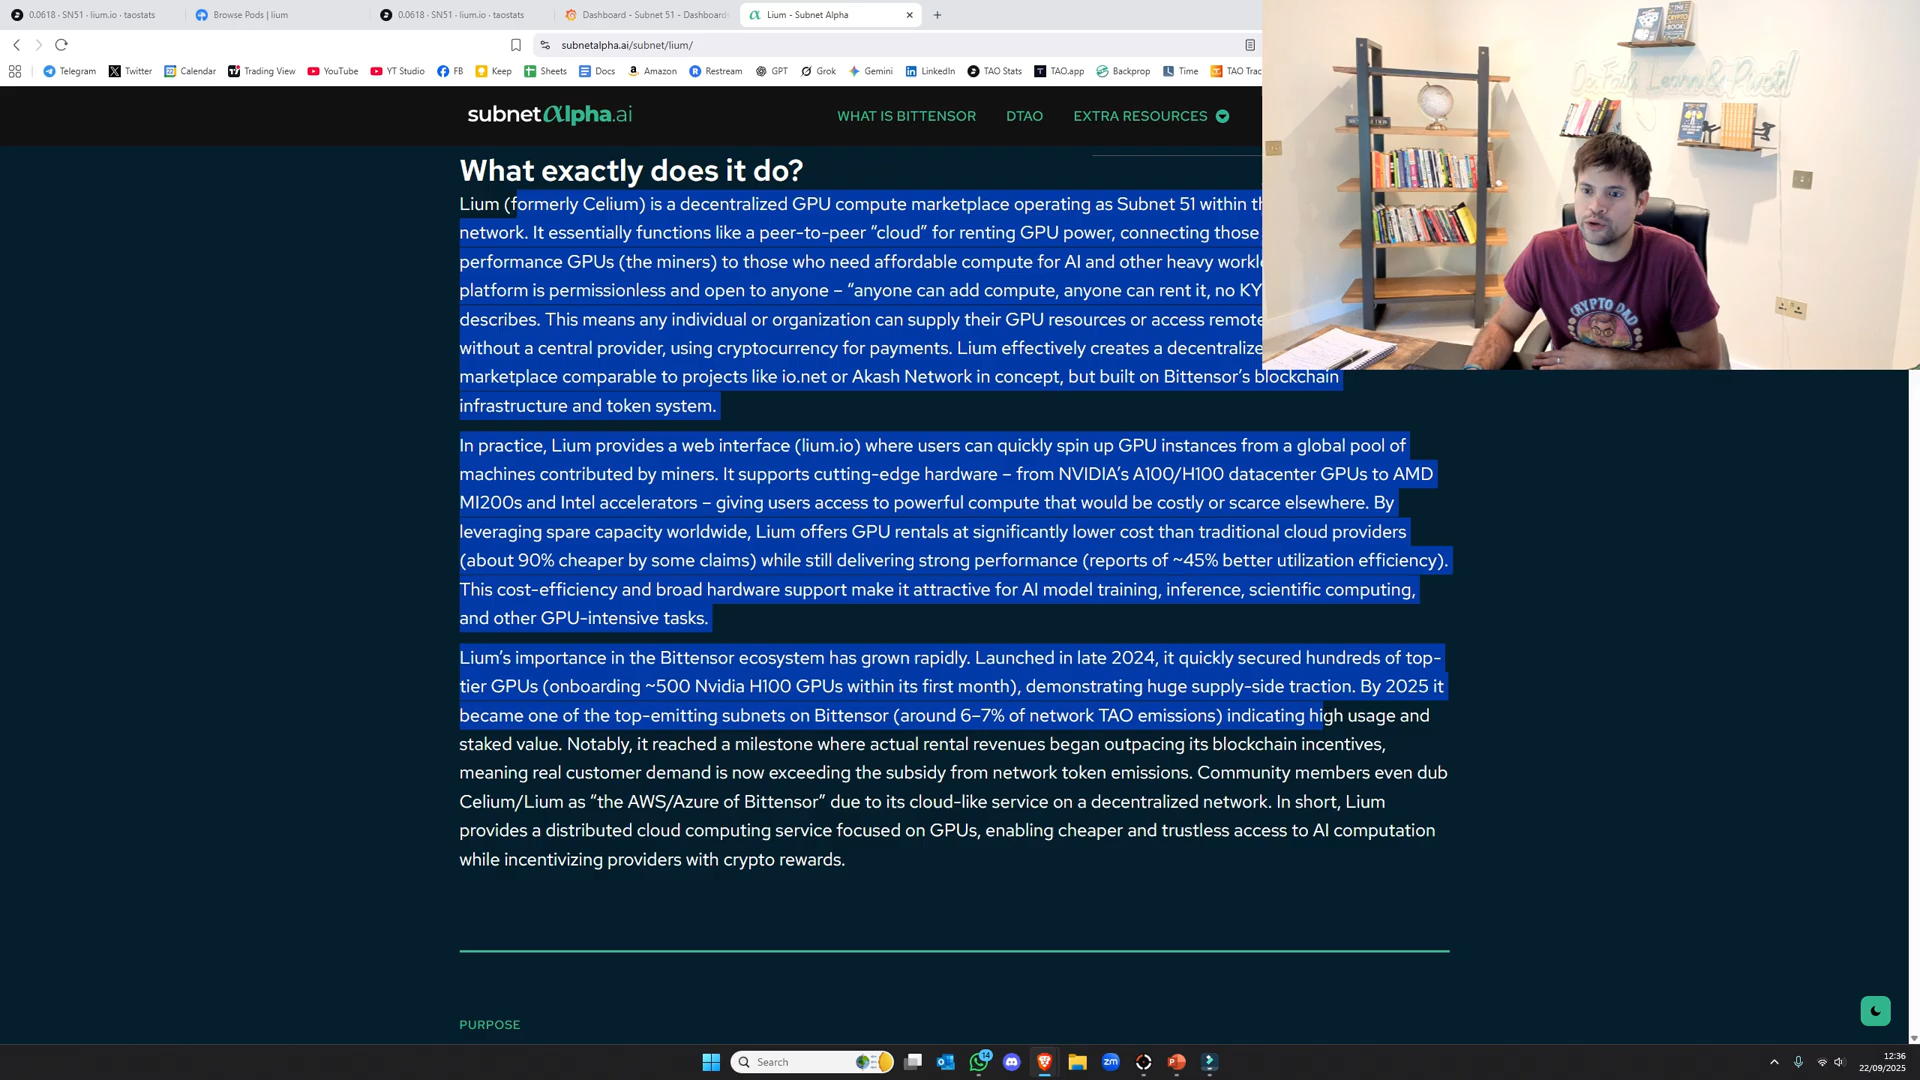 0.0618 · SN51 · lium.io · taostats
Browse Pods | lium
0.0618 · SN51 · lium.io · taostats
Dashboard - Subnet 51 - Dashboards
Lium - Subnet Alpha
subnetalpha.ai/subnet/lium/
Telegram
Twitter
Calendar
Trading View
YouTube
YT Studio
FB
Keep
Sheets
Docs
Amazon
Restream
GPT
Grok
Gemini
LinkedIn
TAO Stats
TAO.app
Backprop
Time
TAO Trac
subnetαlpha.ai
WHAT IS BITTENSOR
DTAO
EXTRA RESOURCES
What exactly does it do?
Lium (formerly Celium) is a decentralized GPU compute marketplace operating as Subnet 51 within th
network. It essentially functions like a peer-to-peer “cloud” for renting GPU power, connecting those
performance GPUs (the miners) to those who need affordable compute for AI and other heavy workl
platform is permissionless and open to anyone – “anyone can add compute, anyone can rent it, no KY
describes. This means any individual or organization can supply their GPU resources or access remote
without a central provider, using cryptocurrency for payments. Lium effectively creates a decentralize
marketplace comparable to projects like io.net or Akash Network in concept, but built on Bittensor’s blockchain
infrastructure and token system.
In practice, Lium provides a web interface (lium.io) where users can quickly spin up GPU instances from a global pool of
machines contributed by miners. It supports cutting-edge hardware – from NVIDIA’s A100/H100 datacenter GPUs to AMD
MI200s and Intel accelerators – giving users access to powerful compute that would be costly or scarce elsewhere. By
leveraging spare capacity worldwide, Lium offers GPU rentals at significantly lower cost than traditional cloud providers
(about 90% cheaper by some claims) while still delivering strong performance (reports of ~45% better utilization efficiency).
This cost-efficiency and broad hardware support make it attractive for AI model training, inference, scientific computing,
and other GPU-intensive tasks.
Lium’s importance in the Bittensor ecosystem has grown rapidly. Launched in late 2024, it quickly secured hundreds of top-
tier GPUs (onboarding ~500 Nvidia H100 GPUs within its first month), demonstrating huge supply-side traction. By 2025 it
became one of the top-emitting subnets on Bittensor (around 6–7% of network TAO emissions) indicating high usage and
staked value. Notably, it reached a milestone where actual rental revenues began outpacing its blockchain incentives,
meaning real customer demand is now exceeding the subsidy from network token emissions. Community members even dub
Celium/Lium as “the AWS/Azure of Bittensor” due to its cloud-like service on a decentralized network. In short, Lium
provides a distributed cloud computing service focused on GPUs, enabling cheaper and trustless access to AI computation
while incentivizing providers with crypto rewards.
PURPOSE
Do, Fail, Learn & Pivot!
CRYPTO DAD
Search
14
zm
12:36
22/09/2025